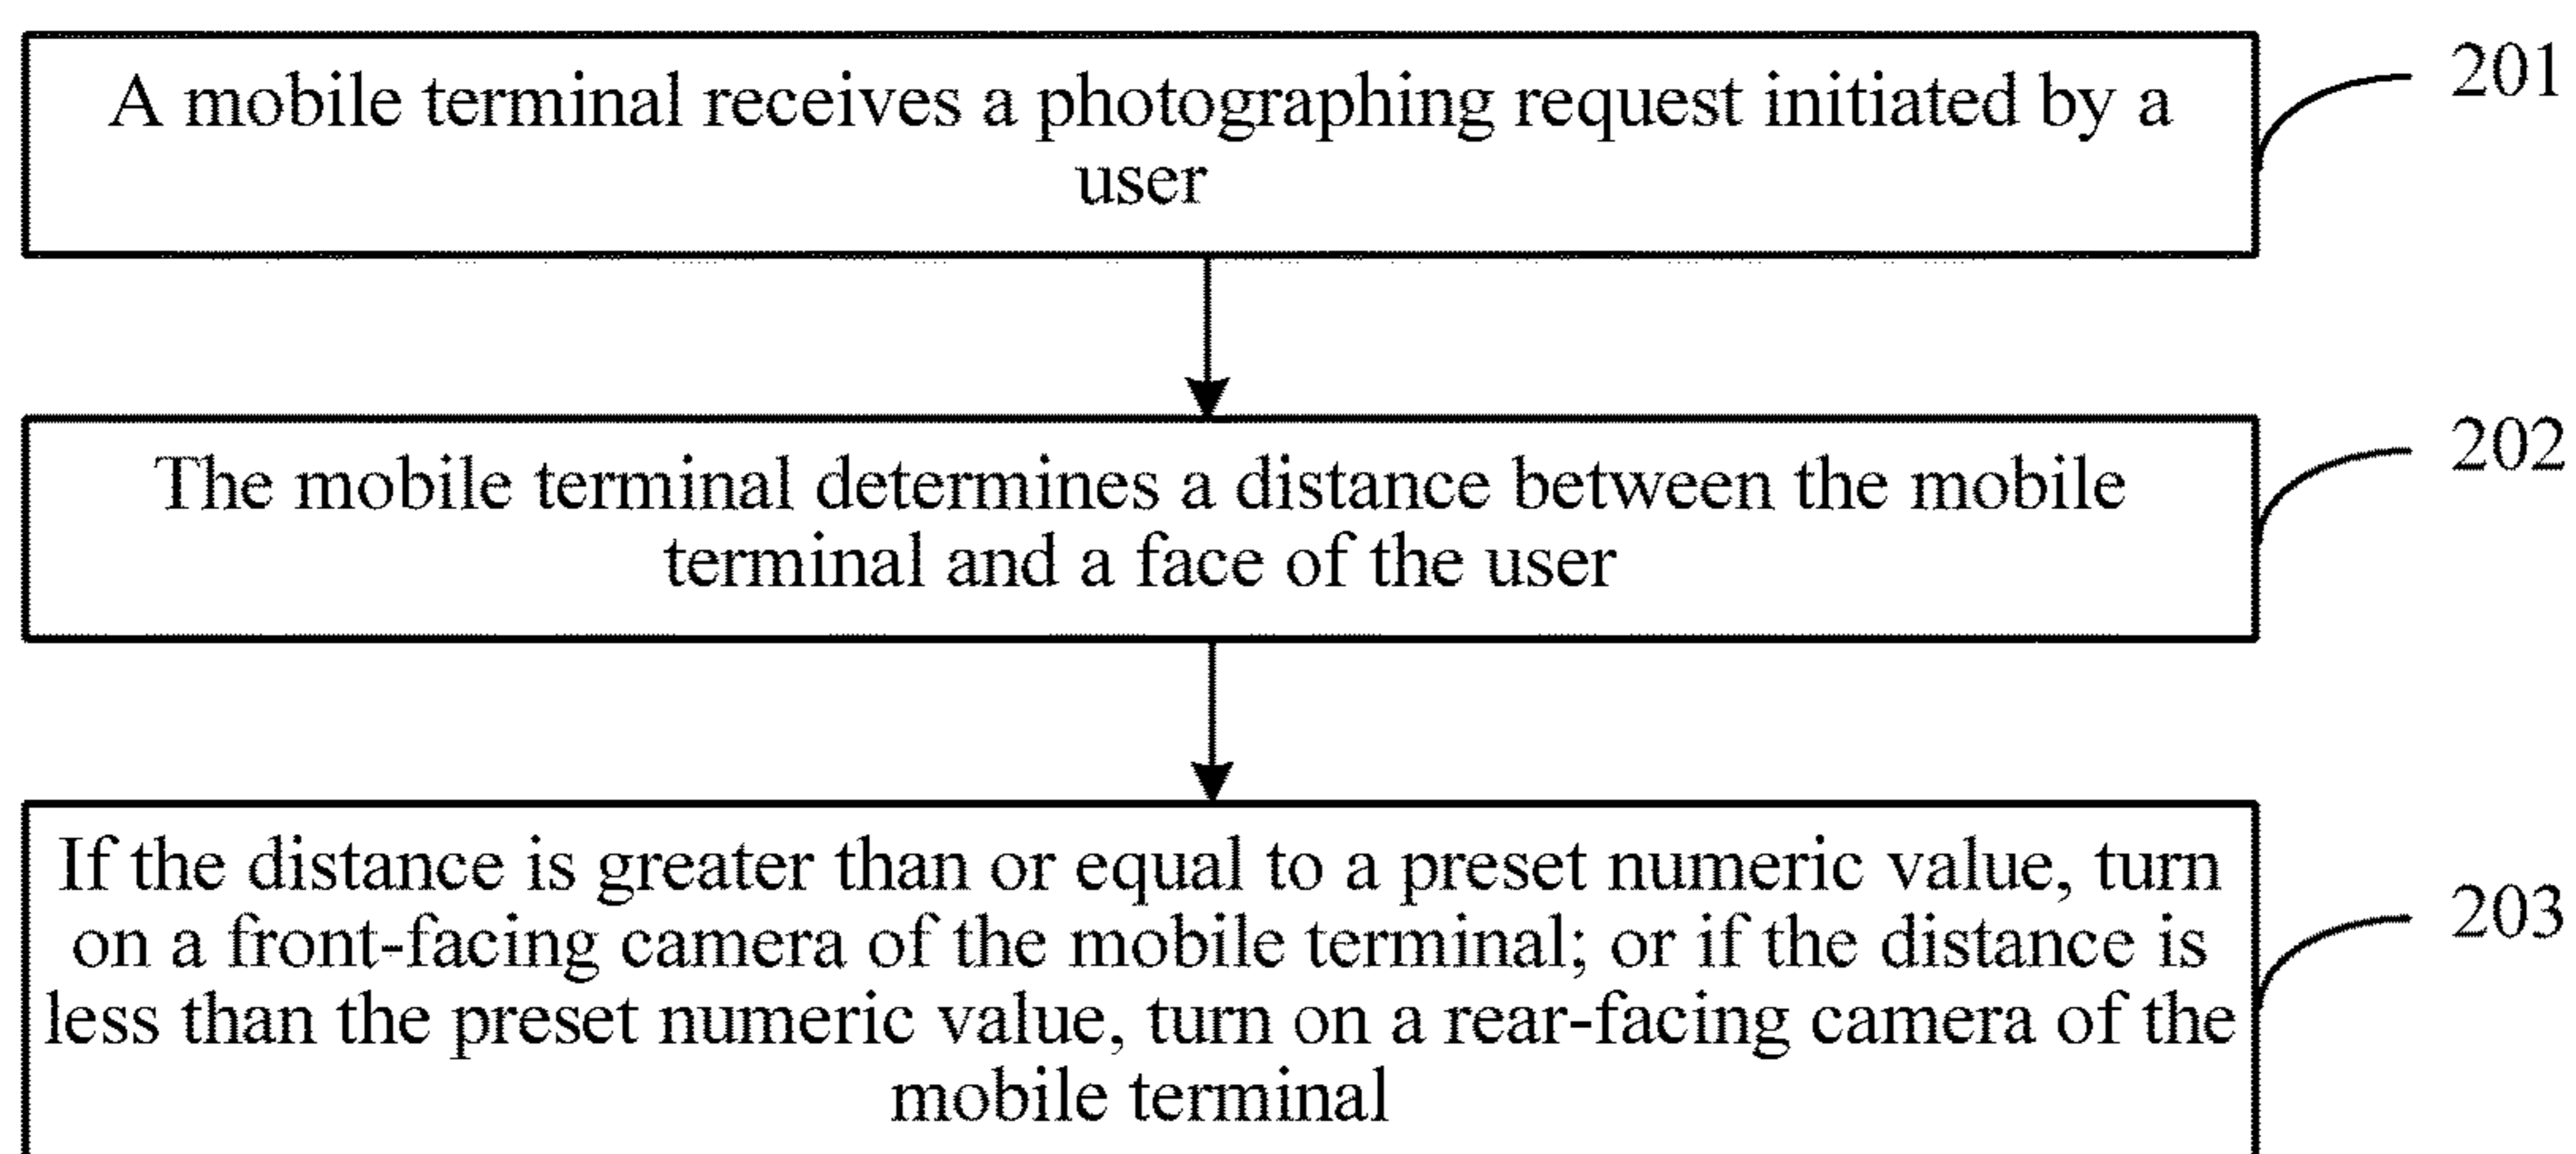 A mobile terminal receives a photographing request initiated by a
user
201
The mobile terminal determines a distance between the mobile
terminal and a face of the user
202
If the distance is greater than or equal to a preset numeric value, turn
on a front-facing camera of the mobile terminal; or if the distance is
less than the preset numeric value, turn on a rear-facing camera of the
mobile terminal
203